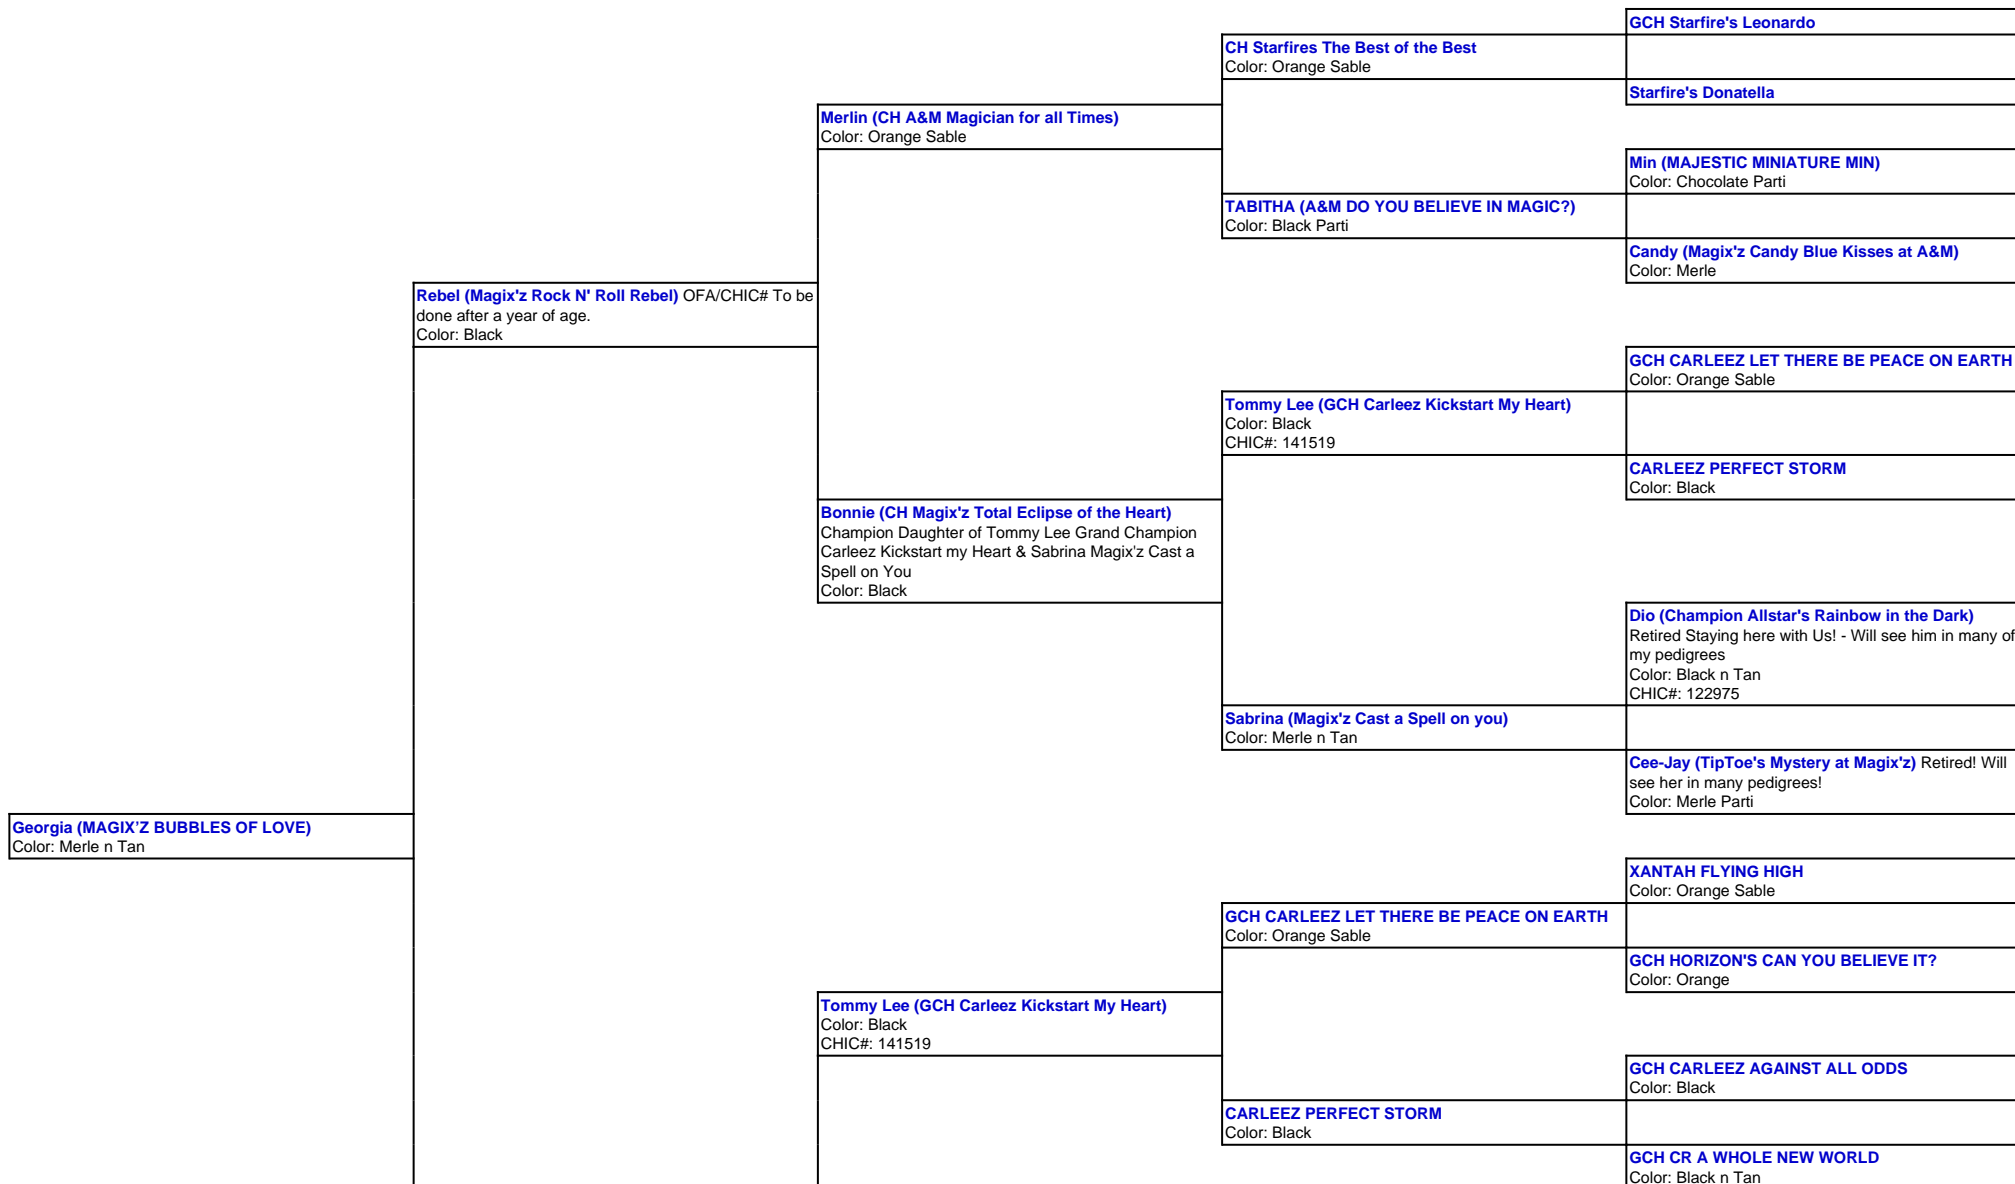 GCH Starfire's Leonardo
CH Starfires The Best of the Best
Color: Orange Sable
Starfire's Donatella
Merlin (CH A&M Magician for all Times)
Color: Orange Sable
Min (MAJESTIC MINIATURE MIN)
Color: Chocolate Parti
TABITHA (A&M DO YOU BELIEVE IN MAGIC?)
Color: Black Parti
Candy (Magix'z Candy Blue Kisses at A&M)
Color: Merle
Rebel (Magix'z Rock N' Roll Rebel) OFA/CHIC# To be
done after a year of age.
Color: Black
GCH CARLEEZ LET THERE BE PEACE ON EARTH
Color: Orange Sable
Tommy Lee (GCH Carleez Kickstart My Heart)
Color: Black
CHIC#: 141519
CARLEEZ PERFECT STORM
Color: Black
Bonnie (CH Magix'z Total Eclipse of the Heart)
Champion Daughter of Tommy Lee Grand Champion
Carleez Kickstart my Heart & Sabrina Magix'z Cast a
Spell on You
Color: Black
Dio (Champion Allstar's Rainbow in the Dark)
Retired Staying here with Us! - Will see him in many of
my pedigrees
Color: Black n Tan
CHIC#: 122975
Sabrina (Magix'z Cast a Spell on you)
Color: Merle n Tan
Cee-Jay (TipToe's Mystery at Magix'z) Retired! Will
see her in many pedigrees!
Color: Merle Parti
Georgia (MAGIX'Z BUBBLES OF LOVE)
Color: Merle n Tan
XANTAH FLYING HIGH
Color: Orange Sable
GCH CARLEEZ LET THERE BE PEACE ON EARTH
Color: Orange Sable
GCH HORIZON'S CAN YOU BELIEVE IT?
Color: Orange
Tommy Lee (GCH Carleez Kickstart My Heart)
Color: Black
CHIC#: 141519
GCH CARLEEZ AGAINST ALL ODDS
Color: Black
CARLEEZ PERFECT STORM
Color: Black
GCH CR A WHOLE NEW WORLD
Color: Black n Tan